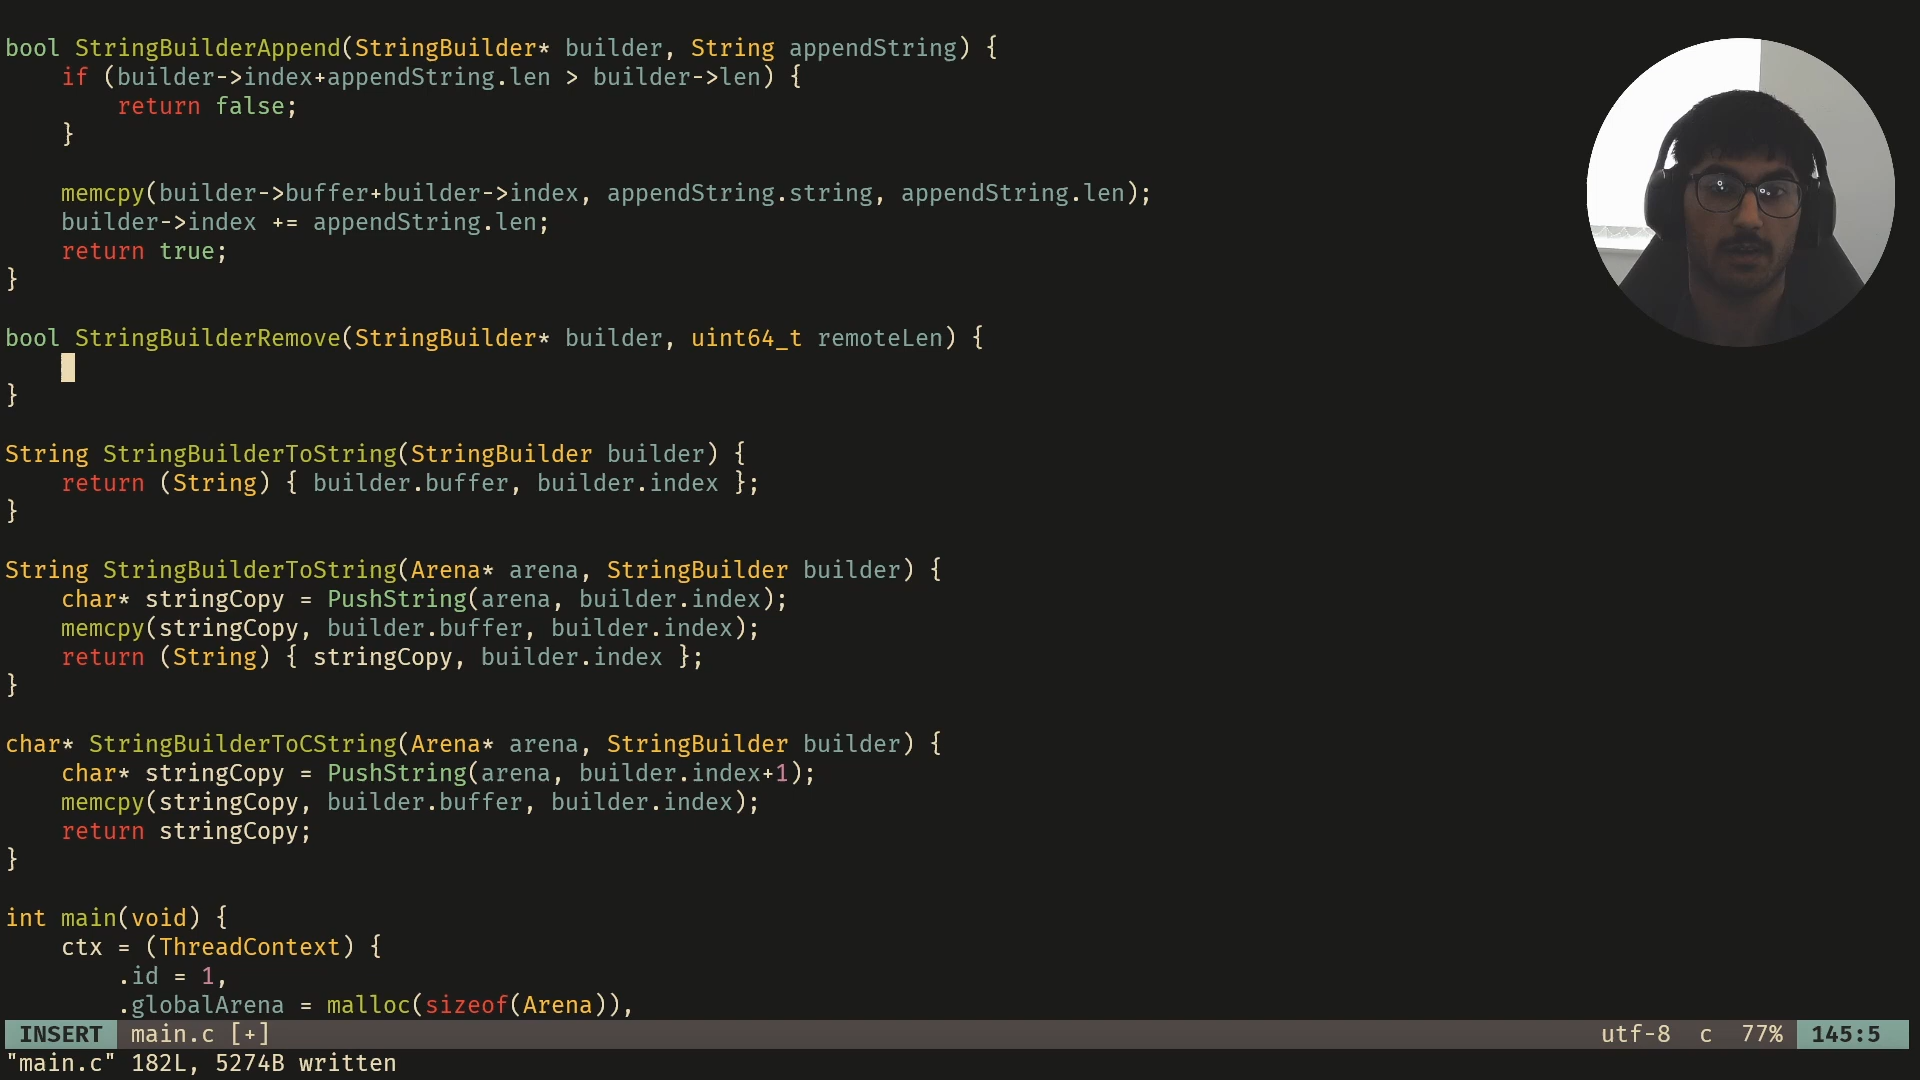 bool StringBuilderAppend(StringBuilder* builder, String appendString) {
    if (builder->index+appendString.len > builder->len) {
        return false;
    }

    memcpy(builder->buffer+builder->index, appendString.string, appendString.len);
    builder->index += appendString.len;
    return true;
}

bool StringBuilderRemove(StringBuilder* builder, uint64_t remoteLen) {

}

String StringBuilderToString(StringBuilder builder) {
    return (String) { builder.buffer, builder.index };
}

String StringBuilderToString(Arena* arena, StringBuilder builder) {
    char* stringCopy = PushString(arena, builder.index);
    memcpy(stringCopy, builder.buffer, builder.index);
    return (String) { stringCopy, builder.index };
}

char* StringBuilderToCString(Arena* arena, StringBuilder builder) {
    char* stringCopy = PushString(arena, builder.index+1);
    memcpy(stringCopy, builder.buffer, builder.index);
    return stringCopy;
}

int main(void) {
    ctx = (ThreadContext) {
        .id = 1,
        .globalArena = malloc(sizeof(Arena)),
INSERT main.c [+] utf-8 c 77% 145:5
"main.c" 182L, 5274B written